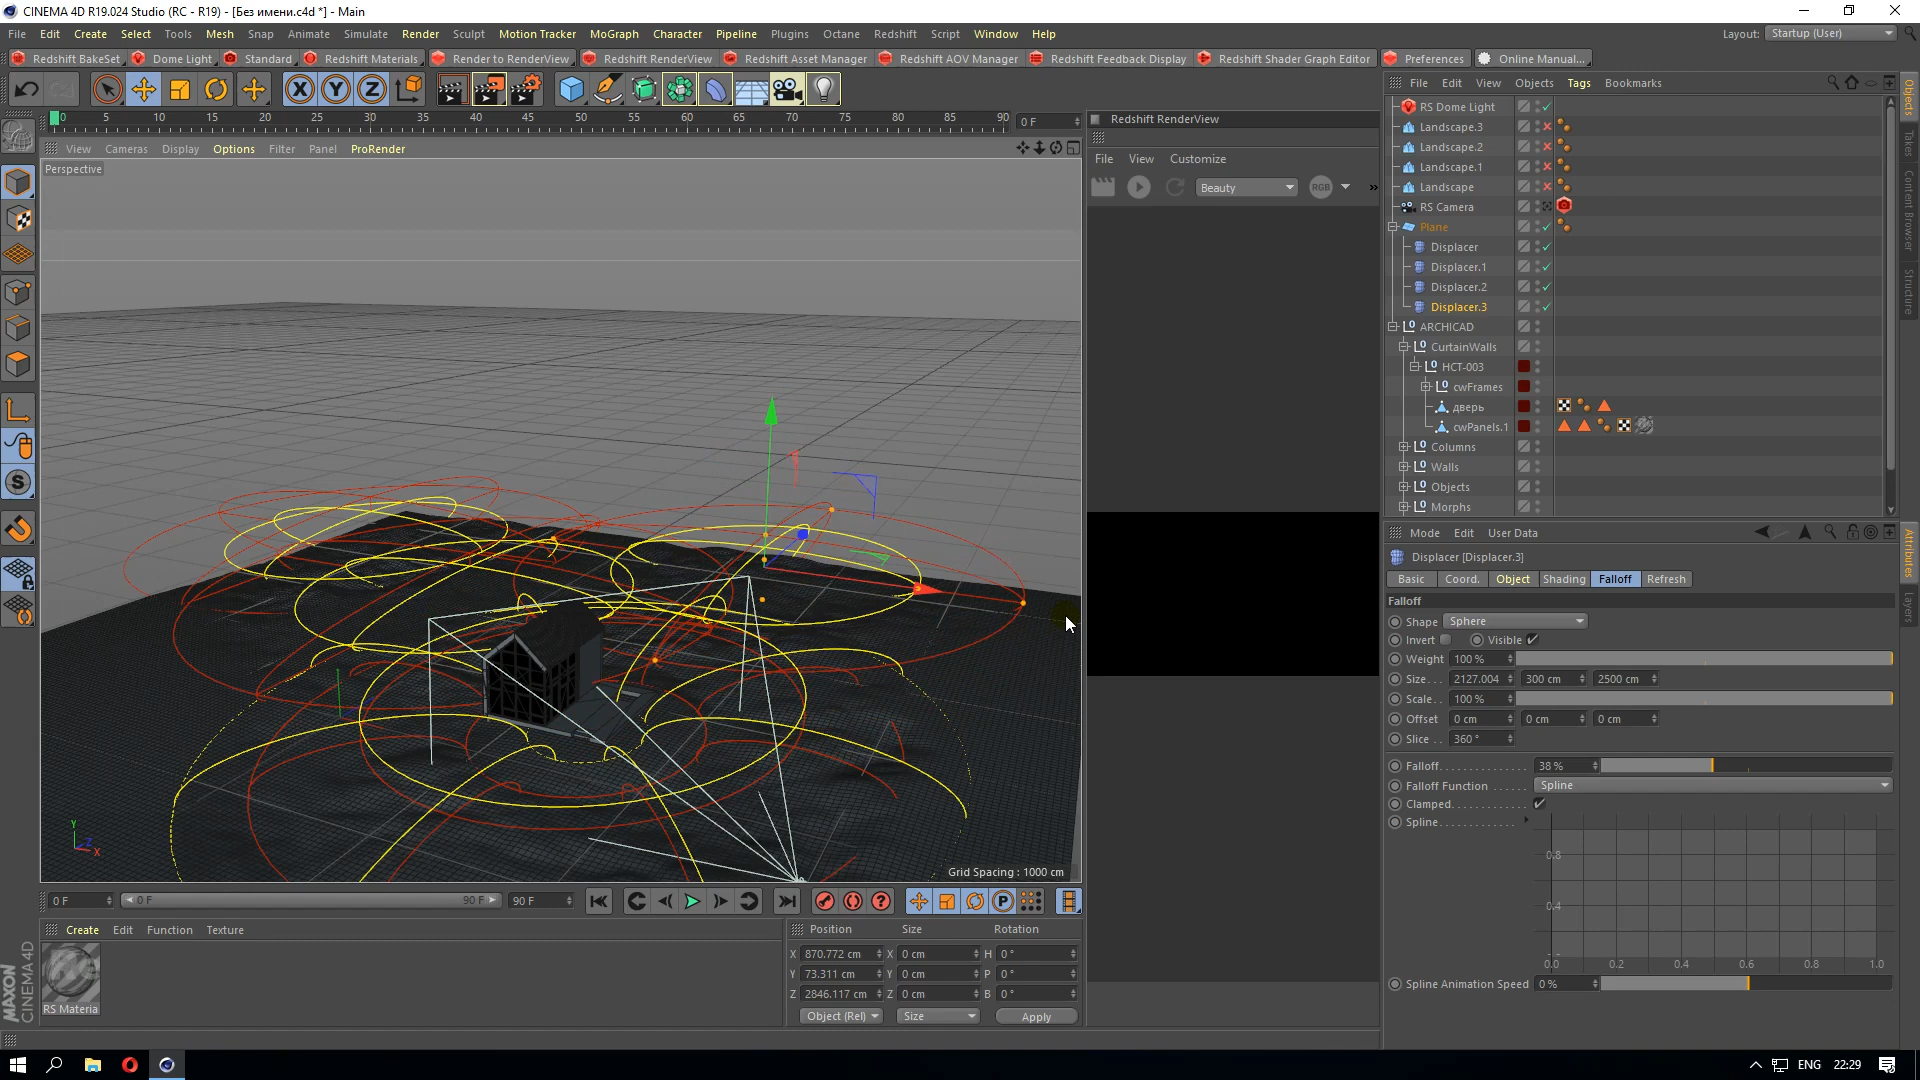 CINEMA 4D R19.024 Studio (RC - R19) - [Без имени.c4d *] - Main
File Edit Create Select Tools Mesh Snap Animate Simulate Render Sculpt Motion Tracker MoGraph Character Pipeline Plugins Octane Redshift Script Window Help Layout: Startup (User)
Redshift BakeSet Dome Light Standard Redshift Materials Render to RenderView Redshift RenderView Redshift Asset Manager Redshift AOV Manager Redshift Feedback Display Redshift Shader Graph Editor Preferences Online Manual...
0 5 10 15 20 25 30 35 40 45 50 55 60 65 70 75 80 85 90 0 F
View Cameras Display Options Filter Panel ProRender
Perspective
Grid Spacing : 1000 cm
Redshift RenderView
File View Customize
Beauty RGB »
File Edit View Objects Tags Bookmarks
RS Dome Light
Landscape.3
Landscape.2
Landscape.1
Landscape
RS Camera
Plane
Displacer
Displacer.1
Displacer.2
Displacer.3
ARCHICAD
CurtainWalls
HCT-003
cwFrames
дверь
cwPanels.1
Columns
Walls
Objects
Morphs
Objects
Takes
Content Browser
Structure
Mode Edit User Data
Displacer [Displacer.3]
Basic Coord. Object Shading Falloff Refresh
Falloff
Shape Sphere
Invert Visible
Weight 100 %
Size. . . 2127.004 300 cm 2500 cm
Scale. . 100 %
Offset 0 cm 0 cm 0 cm
Slice . . 360 °
Falloff. . . . . . . . . . . . . . 38 %
Falloff Function . . . . . . Spline
Clamped. . . . . . . . . . . .
Spline. . . . . . . . . . . . . . .
0.8
0.4
0.0 0.2 0.4 0.6 0.8 1.0
Spline Animation Speed 0 %
Attributes
Layers
0 F 0 F 90 F 90 F
Create Edit Function Texture
RS Materia
MAXON
CINEMA 4D
Position Size Rotation
X 870.772 cm X 0 cm H 0 °
Y 73.311 cm Y 0 cm P 0 °
Z 2846.117 cm Z 0 cm B 0 °
Object (Rel) Size Apply
ENG 22:29